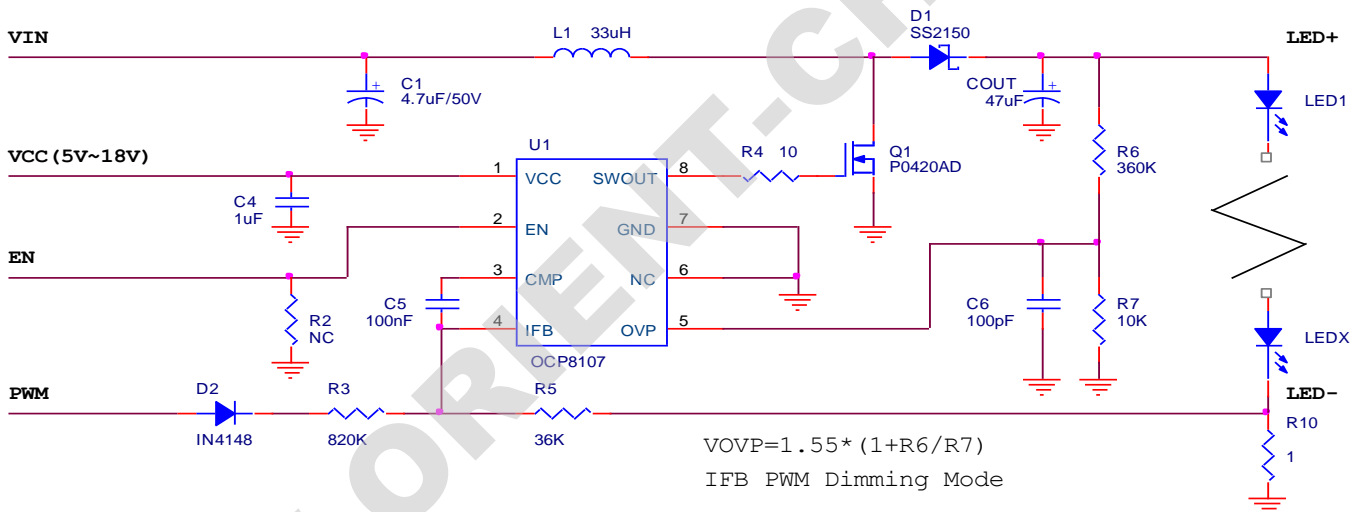 VIN
L1 33uH
D1
SS2150
LED+
C1
4.7uF/50V
+
COUT
47uF
+
LED1
VCC(5V~18V)
U1
R4 10
Q1
P0420AD
R6
360K
1 VCC SWOUT 8
C4
1uF
2 EN GND 7
EN
3 CMP NC 6
C5
100nF
R2
NC
4 IFB OVP 5
C6
100pF
R7
10K
OCP8107
LEDX
PWM
D2
R3
R5
LED-
IN4148
820K
36K
R10
1
VOVP=1.55*(1+R6/R7)
IFB PWM Dimming Mode
ORIENT-CH